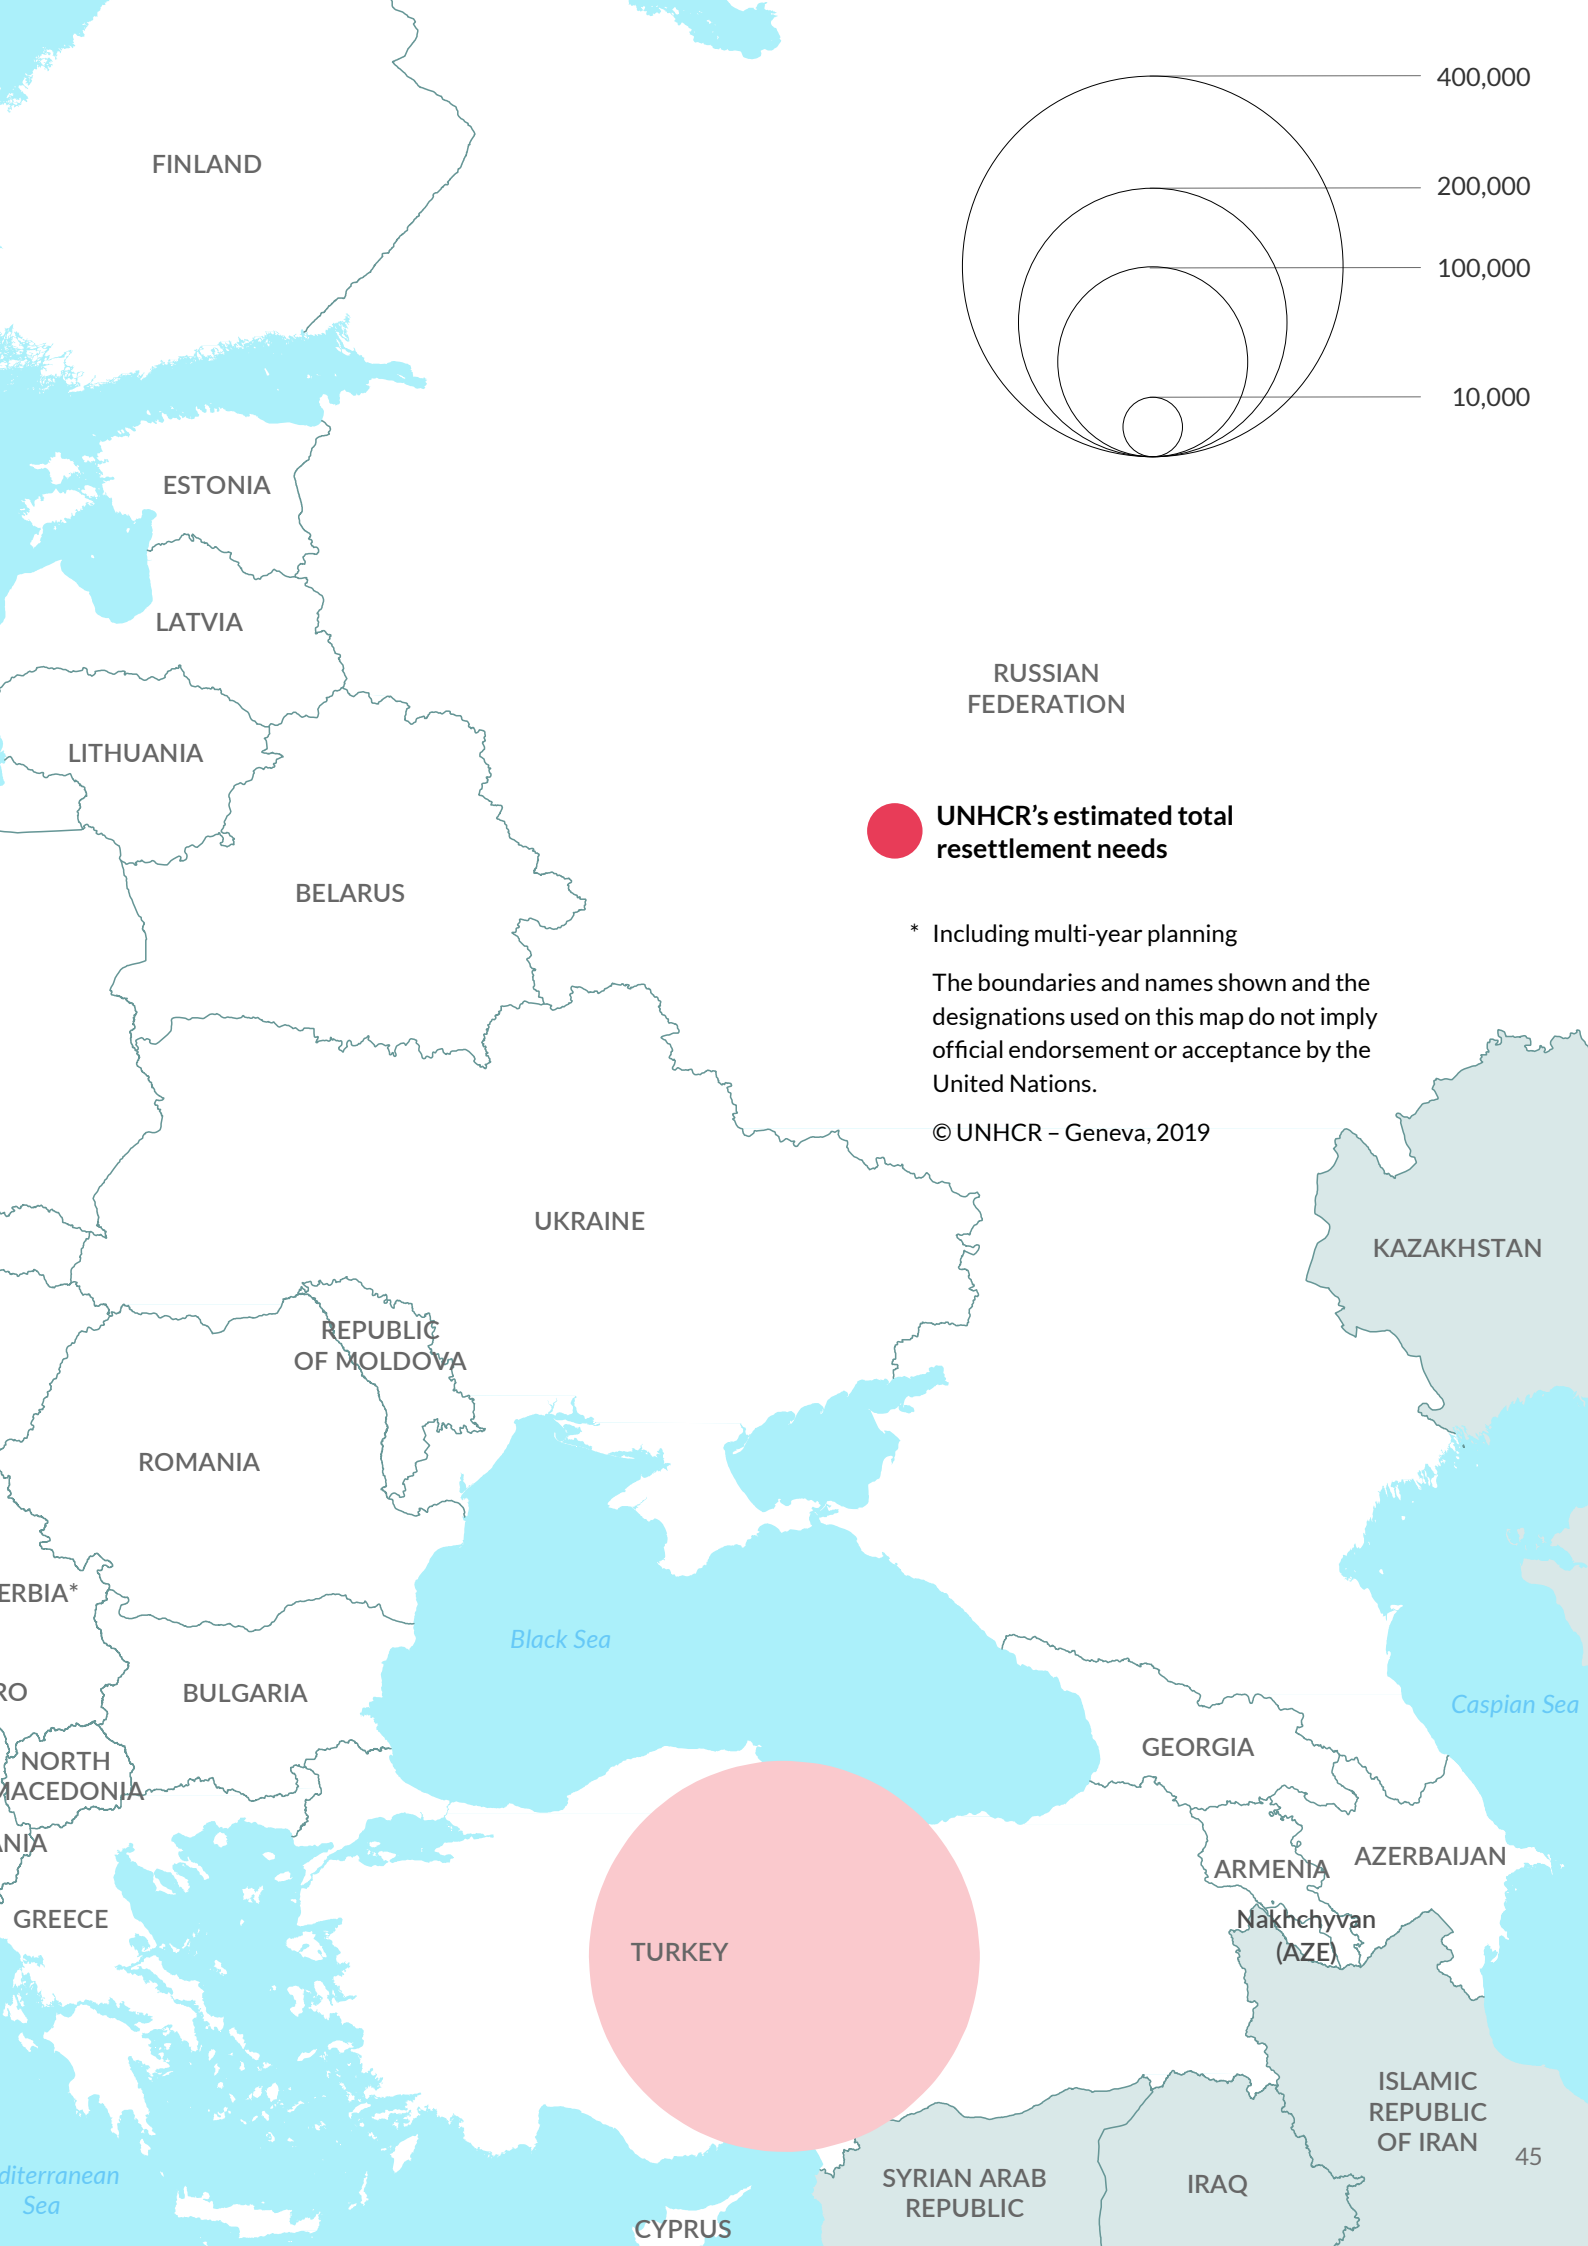 400,000
FINLAND
200,000
100,000
10,000
ESTONIA
LATVIA
RUSSIAN
FEDERATION
LITHUANIA
UNHCR’s estimated total
resettlement needs
BELARUS
* Including multi-year planning
The boundaries and names shown and the
designations used on this map do not imply
official endorsement or acceptance by the
United Nations.
© UNHCR – Geneva, 2019
UKRAINE
KAZAKHSTAN
REPUBLIC
OF MOLDOVA
ROMANIA
ERBIA*
Black Sea
RO
BULGARIA
Caspian Sea
GEORGIA
NORTH
MACEDONIA
ANIA
ARMENIA
AZERBAIJAN
GREECE
Nakhchyvan
(AZE)
TURKEY
ISLAMIC
REPUBLIC
OF IRAN
45
diterranean
Sea
SYRIAN ARAB
REPUBLIC
IRAQ
CYPRUS